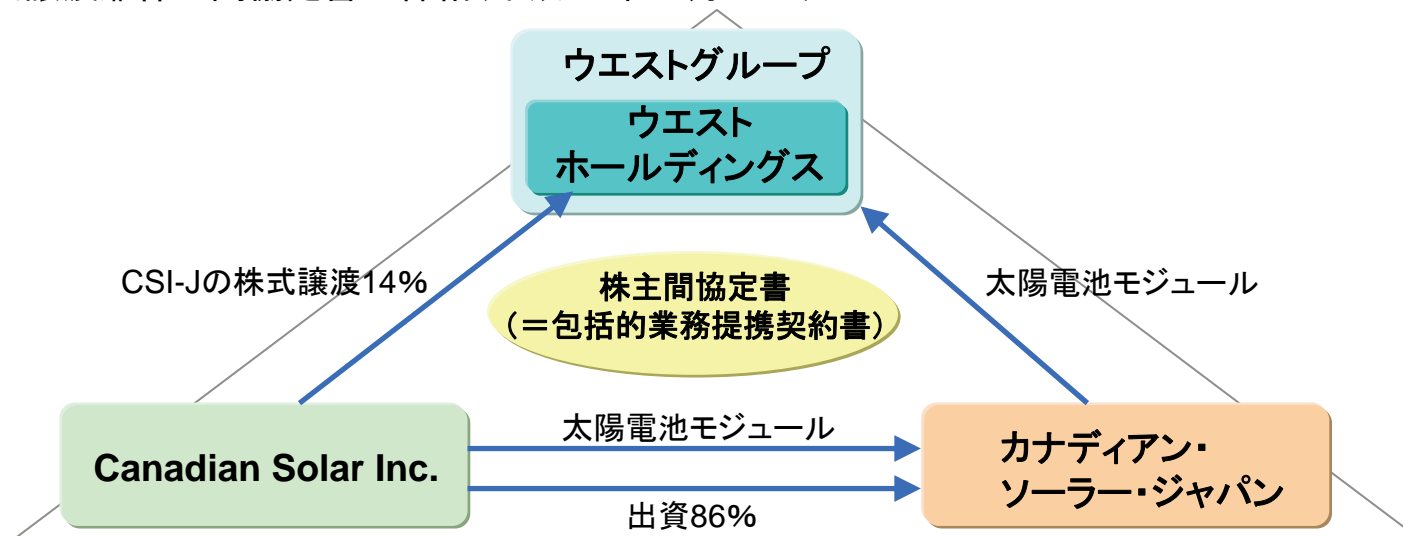 ウエストグループ
ウエスト
ホールディングス
CSI-Jの株式譲渡14%
株主間協定書
（＝包括的業務提携契約書）
太陽電池モジュール
Canadian Solar Inc.
太陽電池モジュール
出資86%
カナディアン・
ソーラー・ジャパン